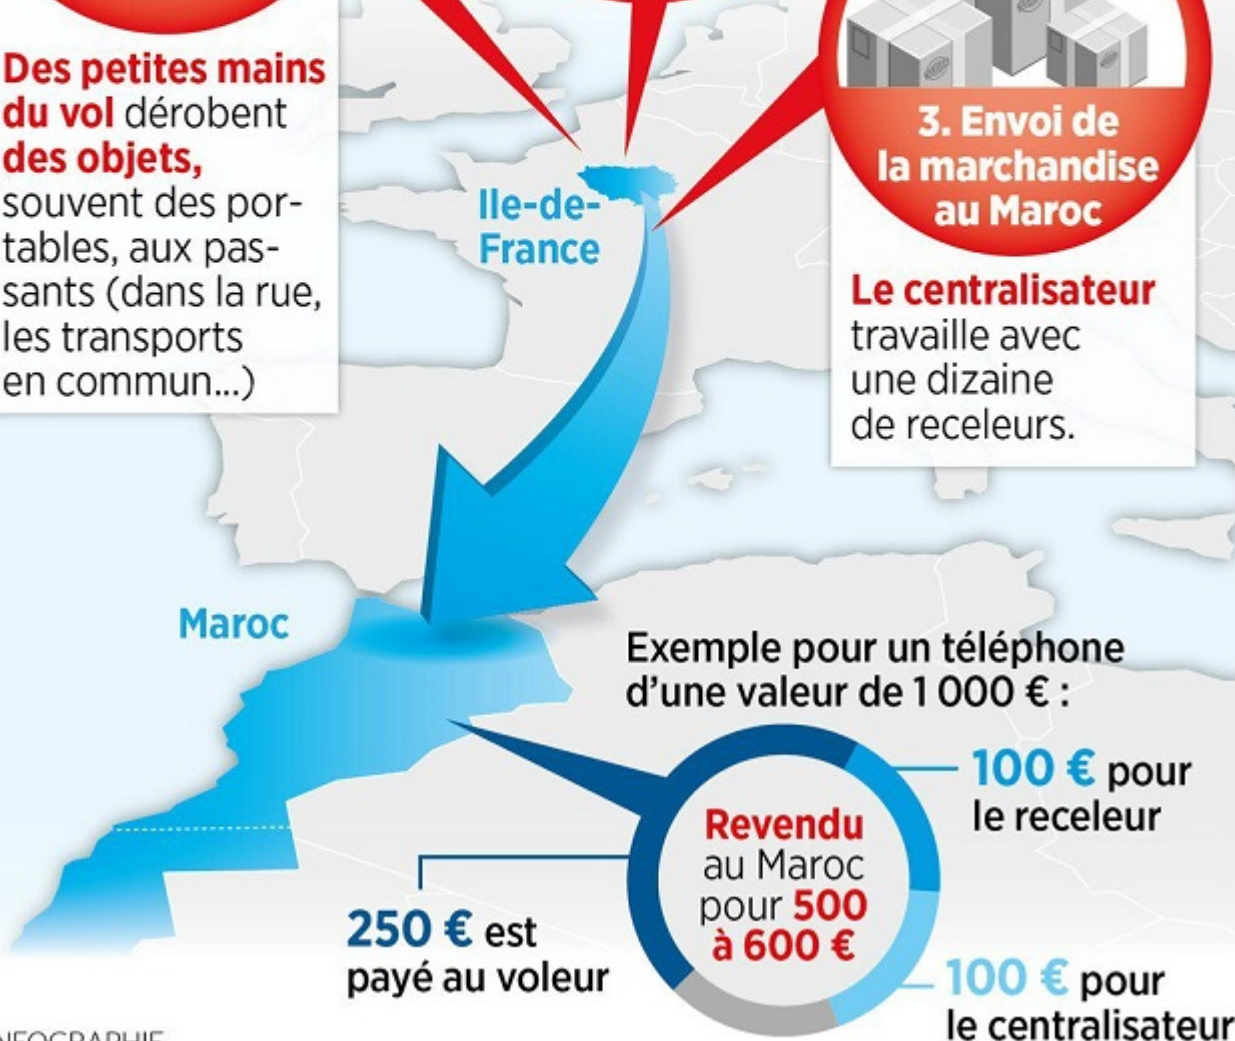 Des petites mains
du vol dérobent
des objets,
souvent des por-
tables, aux pas-
sants (dans la rue,
les transports
en commun...)
Ile-de-
France
3. Envoi de
la marchandise
au Maroc
Le centralisateur
travaille avec
une dizaine
de receleurs.
Maroc
Exemple pour un téléphone
d'une valeur de 1 000 € :
100 € pour
le receleur
Revendu
au Maroc
pour 500
à 600 €
250 € est
payé au voleur
100 € pour
le centralisateur